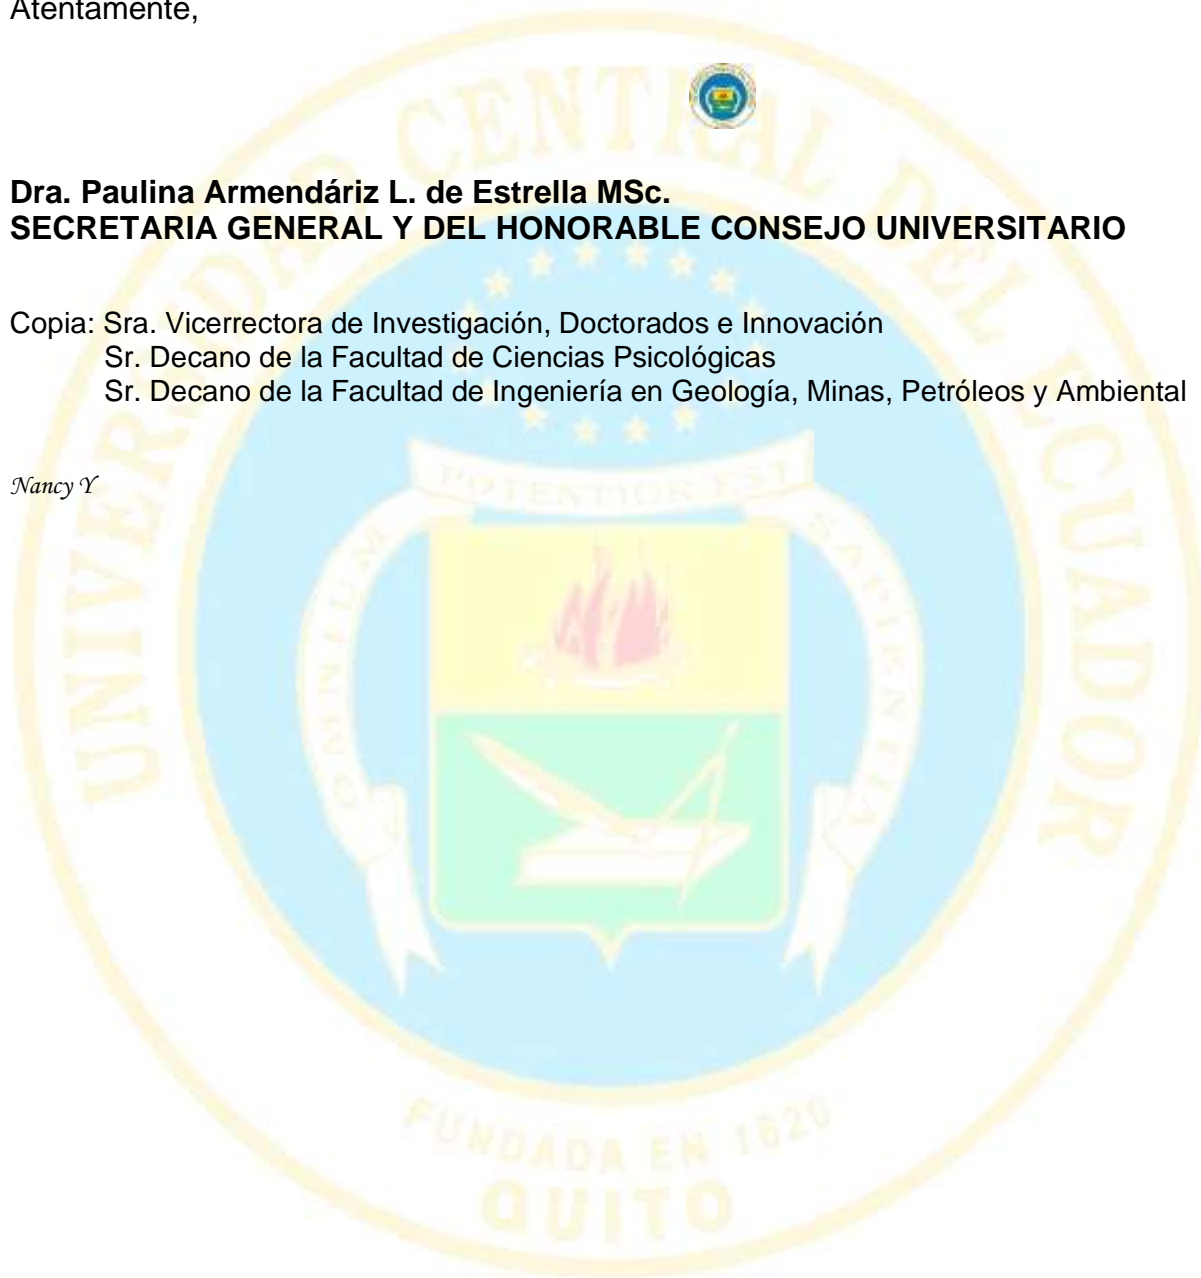 Atentamente,
Dra. Paulina Armendáriz L. de Estrella MSc.
SECRETARIA GENERAL Y DEL HONORABLE CONSEJO UNIVERSITARIO
Copia: Sra. Vicerrectora de Investigación, Doctorados e Innovación
Sr. Decano de la Facultad de Ciencias Psicológicas
Sr. Decano de la Facultad de Ingeniería en Geología, Minas, Petróleos y Ambiental
Nancy Y
UNIVERSIDAD CENTRAL DEL ECUADOR
OMNIUM POTENTIOR EST SAPIENTIA
FUNDADA EN 1620
QUITO